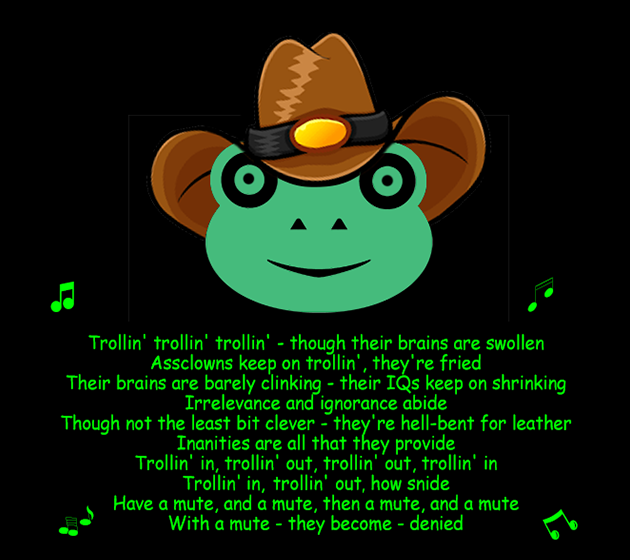 Trollin' trollin' trollin' - though their brains are swollen
Assclowns keep on trollin', they're fried
Their brains are barely clinking - their IQs keep on shrinking
Irrelevance and ignorance abide
Though not the least bit clever - they're hell-bent for leather
Inanities are all that they provide
Trollin' in, trollin' out, trollin' out, trollin' in
Trollin' in, trollin' out, how snide
Have a mute, and a mute, then a mute, and a mute
With a mute - they become - denied